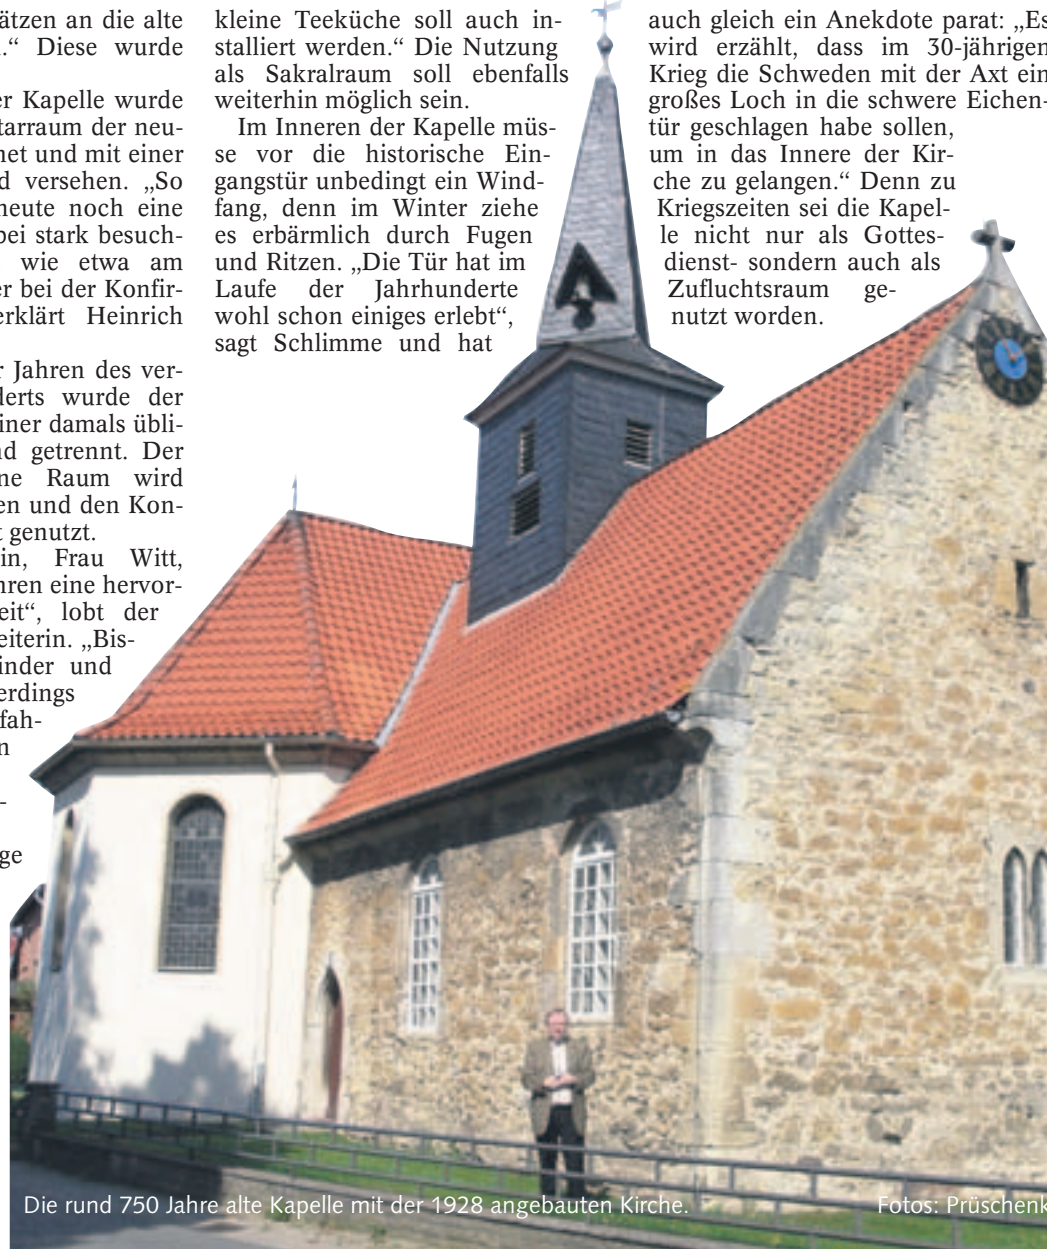 ätzen an die alte
.“ Diese wurde
er Kapelle wurde
tarraum der neu-
net und mit einer
d versehen. „So
heute noch eine
bei stark besuch-
wie etwa am
er bei der Konfir-
erklärt Heinrich
r Jahren des ver-
derts wurde der
iner damals übli-
nd getrennt. Der
ne Raum wird
en und den Kon-
t genutzt.
in, Frau Witt,
hren eine hervor-
eit“, lobt der
eiterin. „Bis-
inder und
erdings
fah-
n
-
ge
kleine Teeküche soll auch in-
stalliert werden.“ Die Nutzung
als Sakralraum soll ebenfalls
weiterhin möglich sein.
Im Inneren der Kapelle müs-
se vor die historische Ein-
gangstür unbedingt ein Wind-
fang, denn im Winter ziehe
es erbärmlich durch Fugen
und Ritzen. „Die Tür hat im
Laufe der Jahrhunderte
wohl schon einiges erlebt“,
sagt Schlimme und hat
auch gleich ein Anekdote parat: „Es
wird erzählt, dass im 30-jährigen
Krieg die Schweden mit der Axt ein
großes Loch in die schwere Eichen-
tür geschlagen habe sollen,
um in das Innere der Kir-
che zu gelangen.“ Denn zu
Kriegszeiten sei die Kapel-
le nicht nur als Gottes-
dienst- sondern auch als
Zufluchtsraum ge-
nutzt worden.
Die rund 750 Jahre alte Kapelle mit der 1928 angebauten Kirche.
Fotos: Prüschenk